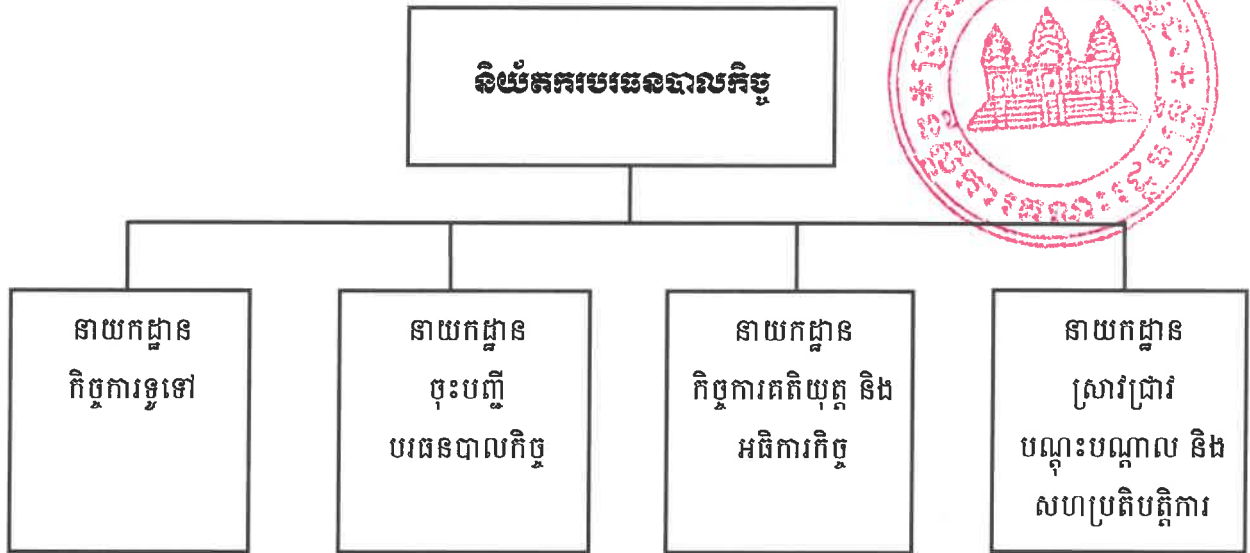 និយ័តករបរធនបាលកិច្ច
នាយកដ្ឋាន
កិច្ចការទូទៅ
នាយកដ្ឋាន
ចុះបញ្ជី
បរធនបាលកិច្ច
នាយកដ្ឋាន
កិច្ចការគតិយុត្ត និង
អធិការកិច្ច
នាយកដ្ឋាន
ស្រាវជ្រាវ
បណ្តុះបណ្តាល និង
សហប្រតិបត្តិការ